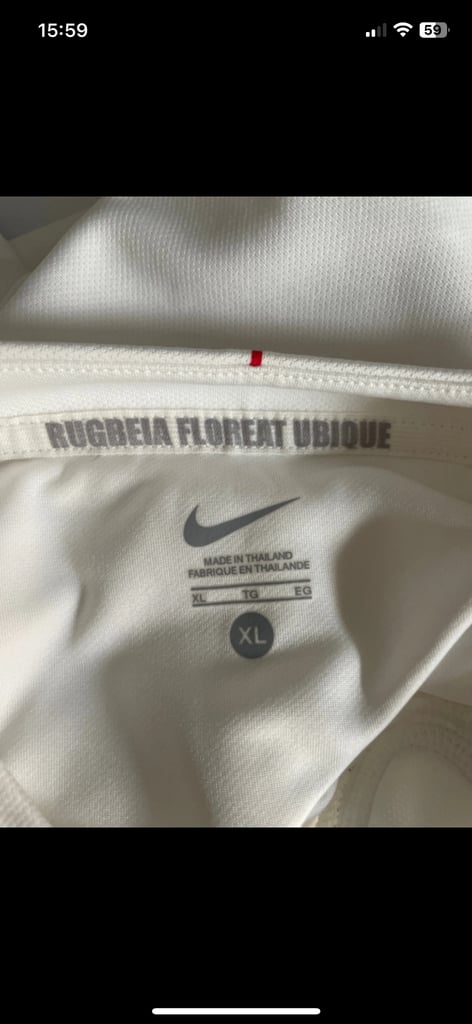 15:59
59
RUGBEIA FLOREAT UBIQUE
MADE IN THAILAND
FABRIQUE EN THAILANDE
XL TG EG
XL